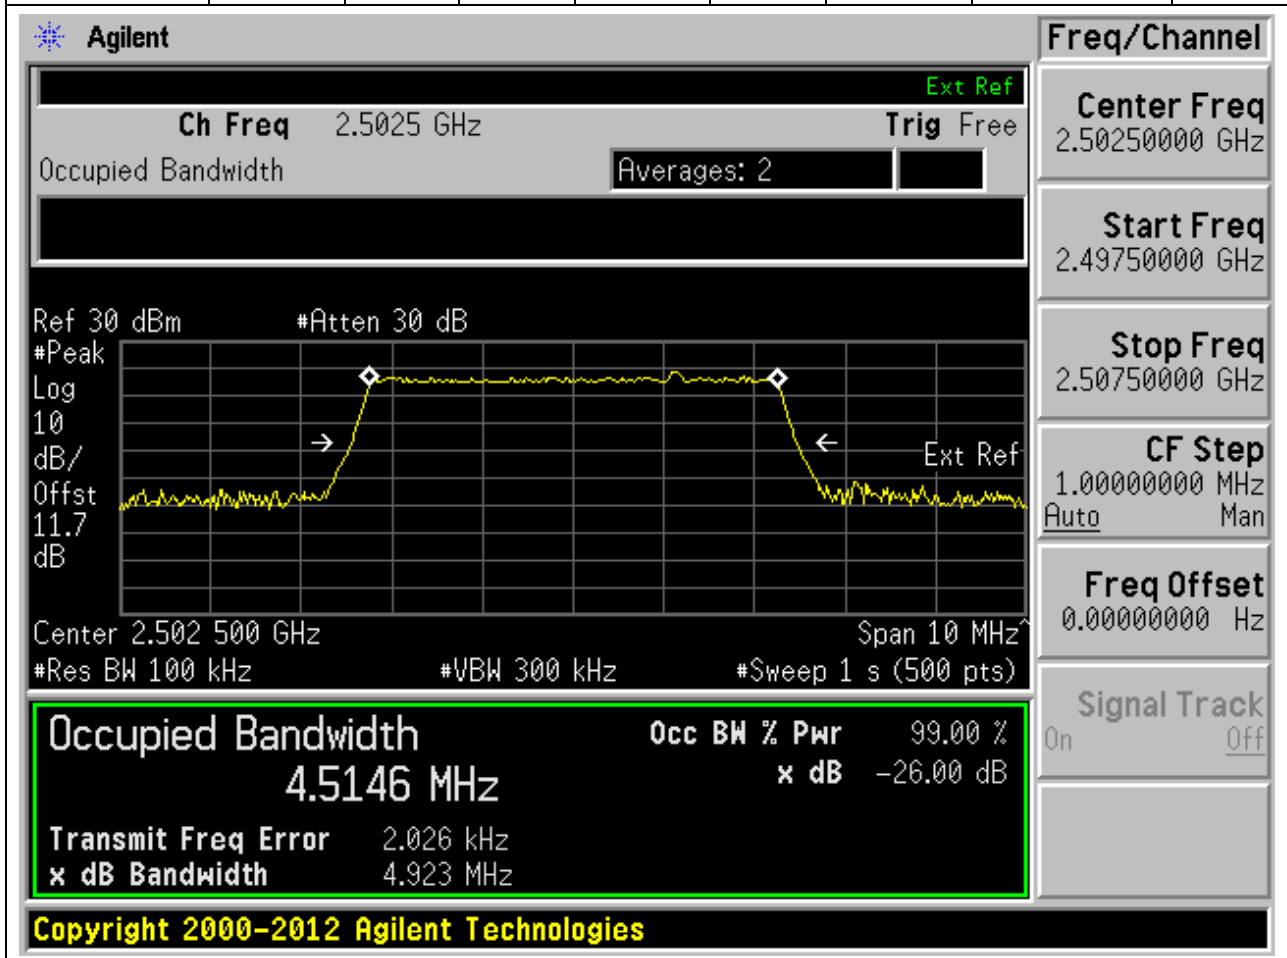 Agilent
Freq/Channel
Ext Ref
Ch Freq 2.5025 GHz Trig Free
Occupied Bandwidth Averages: 2
Center Freq
2.50250000 GHz
Start Freq
2.49750000 GHz
Stop Freq
2.50750000 GHz
CF Step
1.00000000 MHz
Auto Man
Freq Offset
0.00000000 Hz
Signal Track
On Off
Ref 30 dBm #Atten 30 dB
#Peak
Log
10
dB/
Offst
11.7
dB
Ext Ref
Center 2.502 500 GHz Span 10 MHz^
#Res BW 100 kHz #VBW 300 kHz #Sweep 1 s (500 pts)
Occupied Bandwidth
4.5146 MHz
Occ BW % Pwr 99.00 %
x dB -26.00 dB
Transmit Freq Error 2.026 kHz
x dB Bandwidth 4.923 MHz
Copyright 2000-2012 Agilent Technologies